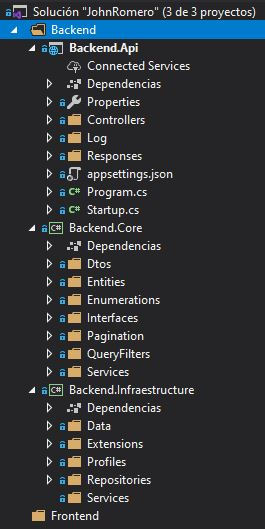 Solución "JohnRomero" (3 de 3 proyectos)
Backend
Backend.Api
Connected Services
Dependencias
Properties
Controllers
Log
Responses
appsettings.json
C# Program.cs
C# Startup.cs
C# Backend.Core
Dependencias
Dtos
Entities
Enumerations
Interfaces
Pagination
QueryFilters
Services
C# Backend.Infraestructure
Dependencias
Data
Extensions
Profiles
Repositories
Services
Frontend